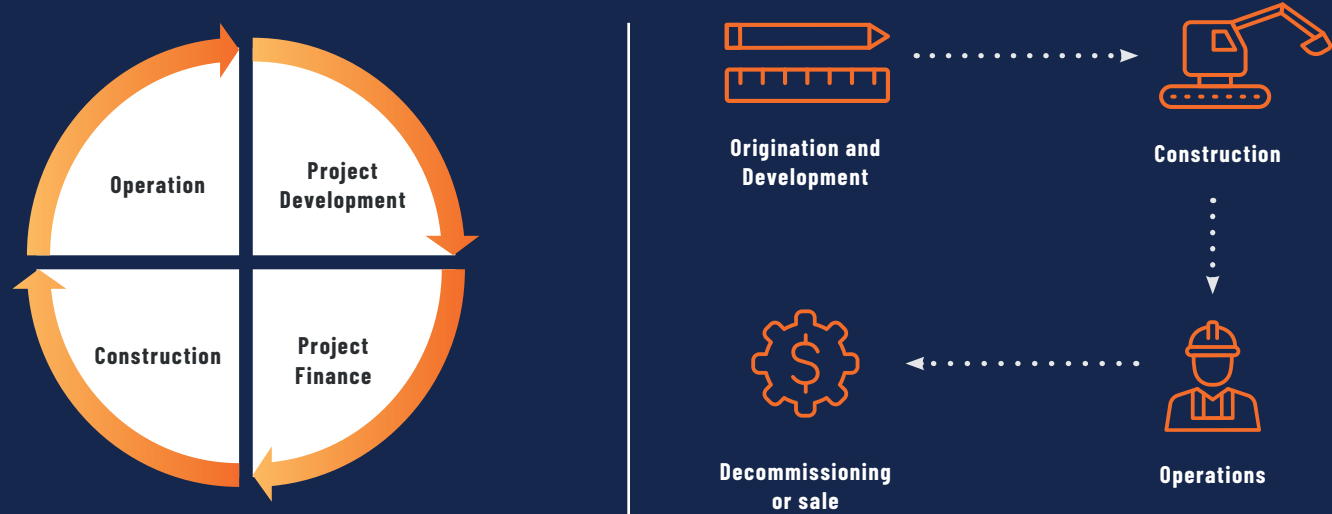 Operation
Project
Development
Construction
Project
Finance
Origination and
Development
Construction
Decommissioning
or sale
Operations